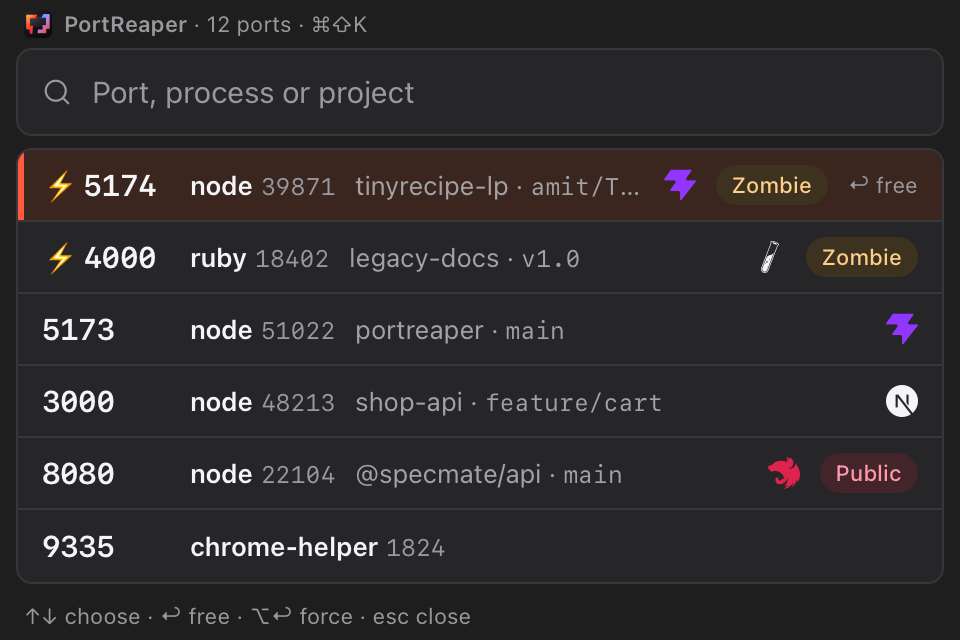 PortReaper · 12 ports · ⌘⇧K
Port, process or project
⚡ 5174 node 39871 tinyrecipe-lp · amit/T… Zombie ↩ free
⚡ 4000 ruby 18402 legacy-docs · v1.0 Zombie
5173 node 51022 portreaper · main
3000 node 48213 shop-api · feature/cart N
8080 node 22104 @specmate/api · main Public
9335 chrome-helper 1824
↑↓ choose · ↩ free · ⌥↩ force · esc close